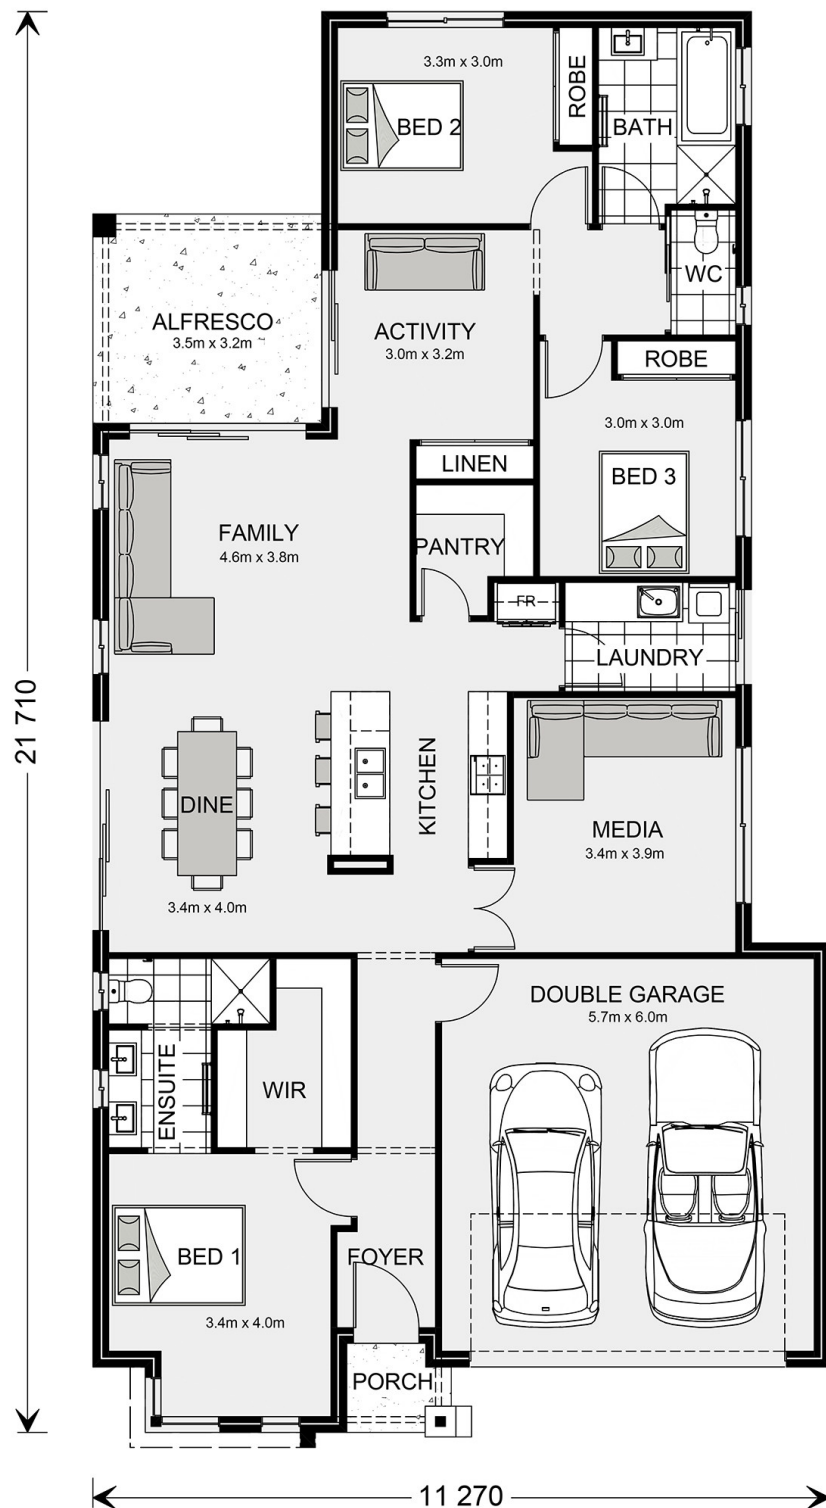 3.3m x 3.0m
ROBE
BED 2
BATH
WC
ALFRESCO
3.5m x 3.2m
ACTIVITY
3.0m x 3.2m
ROBE
3.0m x 3.0m
LINEN
BED 3
FAMILY
4.6m x 3.8m
PANTRY
FR
LAUNDRY
21 710
KITCHEN
DINE
MEDIA
3.4m x 3.9m
3.4m x 4.0m
DOUBLE GARAGE
5.7m x 6.0m
ENSUITE
WIR
BED 1
FOYER
3.4m x 4.0m
PORCH
11 270